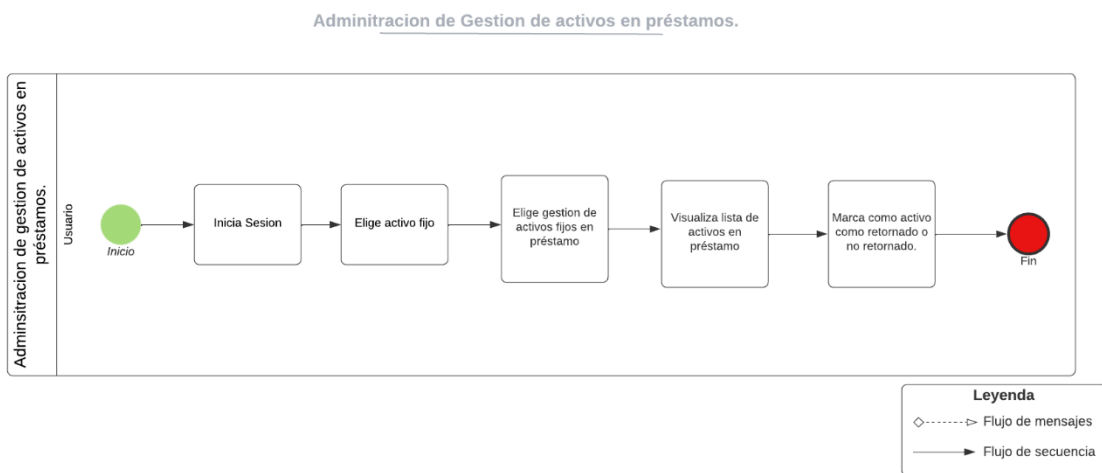 Adminitracion de Gestion de activos en préstamos.
Adminsitracion de gestion de activos en
préstamos.
Usuario
Inicio
Inicia Sesion
Elige activo fijo
Elige gestion de
activos fijos en
préstamo
Visualiza lista de
activos en
préstamo
Marca como activo
como retornado o
no retornado.
Fin
Leyenda
Flujo de mensajes
Flujo de secuencia